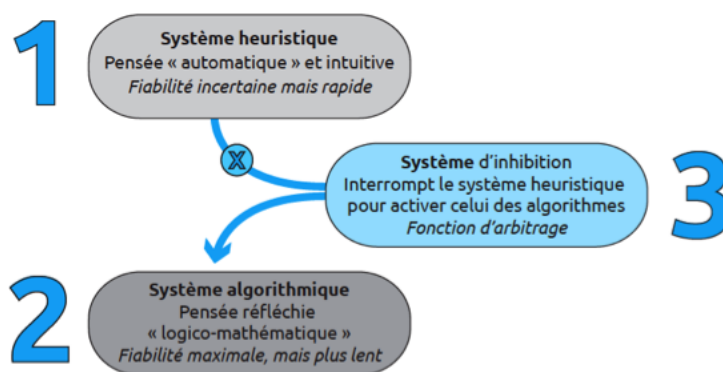 1
Système heuristique
Pensée « automatique » et intuitive
Fiabilité incertaine mais rapide
X
Système d'inhibition
Interrompt le système heuristique
pour activer celui des algorithmes
Fonction d'arbitrage
3
2
Système algorithmique
Pensée réfléchie
« logico-mathématique »
Fiabilité maximale, mais plus lent